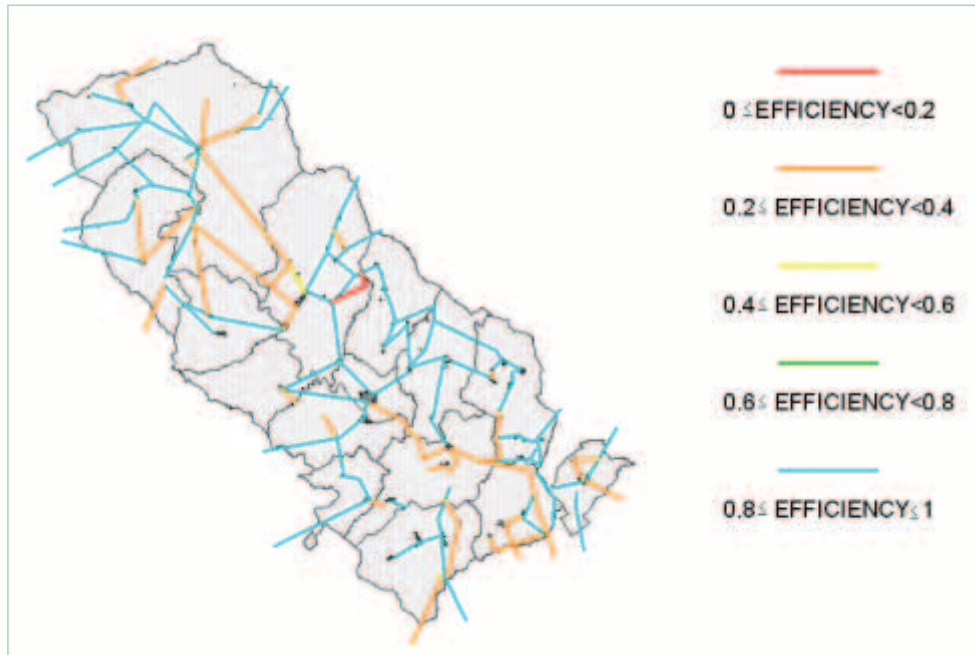 0 ≤EFFICIENCY<0.2
0.2≤ EFFICIENCY<0.4
0.4≤ EFFICIENCY<0.6
0.6≤ EFFICIENCY<0.8
0.8≤ EFFICIENCY≤1